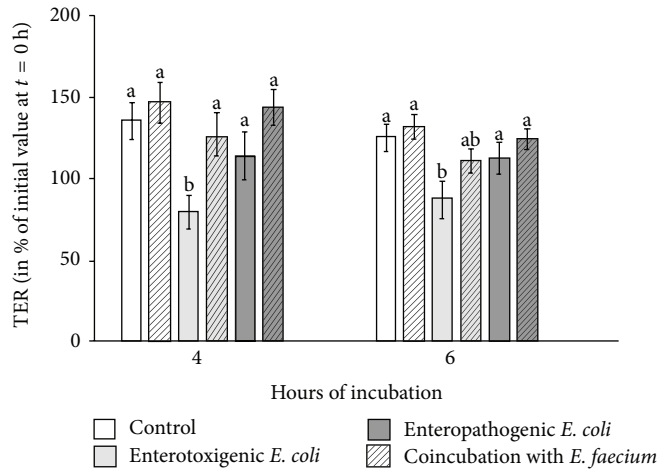 TER (in % of initial value at t = 0 h)
200
150
100
50
0
a
a
b
a
a
a
a
a
b
ab
a
a
4
6
Hours of incubation
Control
Enterotoxigenic E. coli
Enteropathogenic E. coli
Coincubation with E. faecium